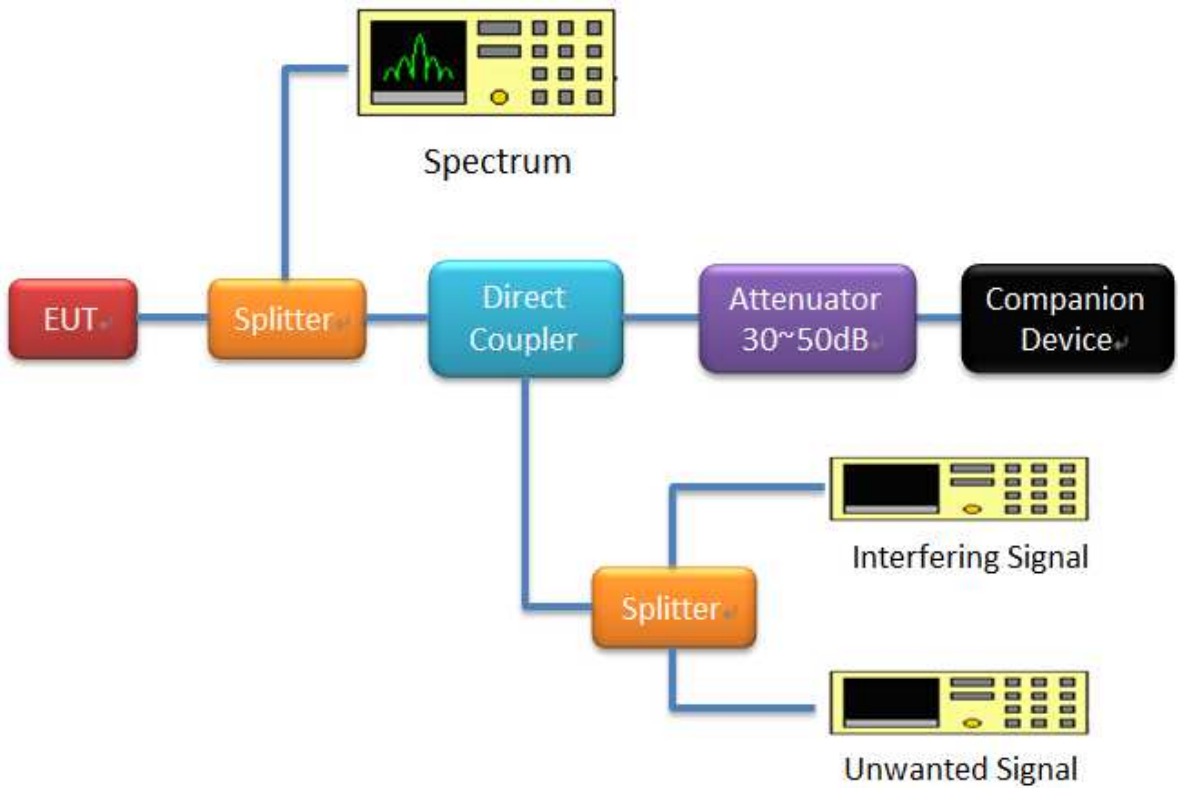 Spectrum
EUT
Splitter
Direct
Coupler
Attenuator
30~50dB
Companion
Device
Interfering Signal
Splitter
Unwanted Signal